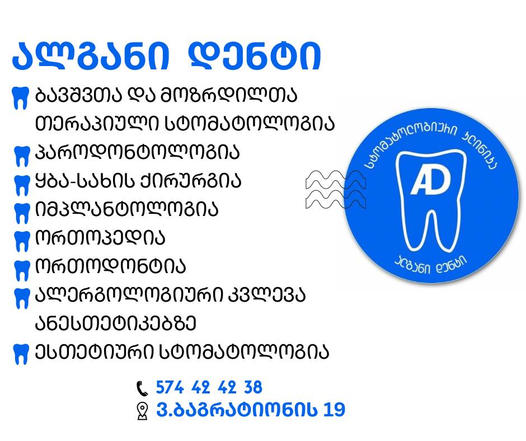 ალგანი დენტი
ბავშვთა და მოზრდილთა
თერაპიული სტომატოლოგია
პაროდონტოლოგია
ყბა-სახის ქირურგია
იმპლანტოლოგია
ორთოპედია
ორთოდონტია
ალერგოლოგიური კვლევა
ანესთეტიკებზე
ესთეტიური სტომატოლოგია
სტომატოლოგიური კლინიკა
AD
ალგანი დენტი
574 42 42 38
პ.ბაგრატიონის 19